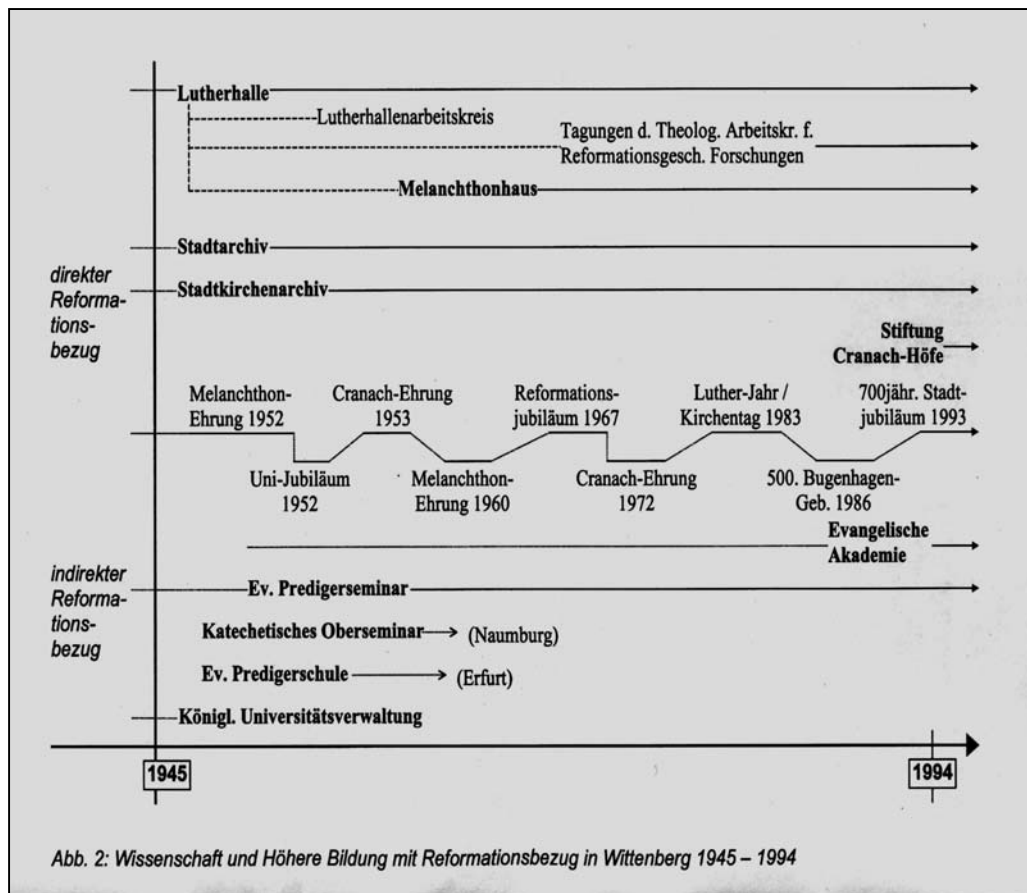 Lutherhalle
Lutherhallenarbeitskreis
Tagungen d. Theolog. Arbeitskr. f.
Reformationsgesch. Forschungen
Melanchthonhaus
Stadtarchiv
direkter
Reforma-
tions-
bezug
Stadtkirchenarchiv
Stiftung
Cranach-Höfe
Melanchthon-
Ehrung 1952
Cranach-Ehrung
1953
Reformations-
jubiläum 1967
Luther-Jahr /
Kirchentag 1983
700jähr. Stadt-
jubiläum 1993
Uni-Jubiläum
1952
Melanchthon-
Ehrung 1960
Cranach-Ehrung
1972
500. Bugenhagen-
Geb. 1986
Evangelische
Akademie
indirekter
Reforma-
tions-
bezug
Ev. Predigerseminar
Katechetisches Oberseminar (Naumburg)
Ev. Predigerschule (Erfurt)
Königl. Universitätsverwaltung
1945
1994
Abb. 2: Wissenschaft und Höhere Bildung mit Reformationsbezug in Wittenberg 1945 – 1994